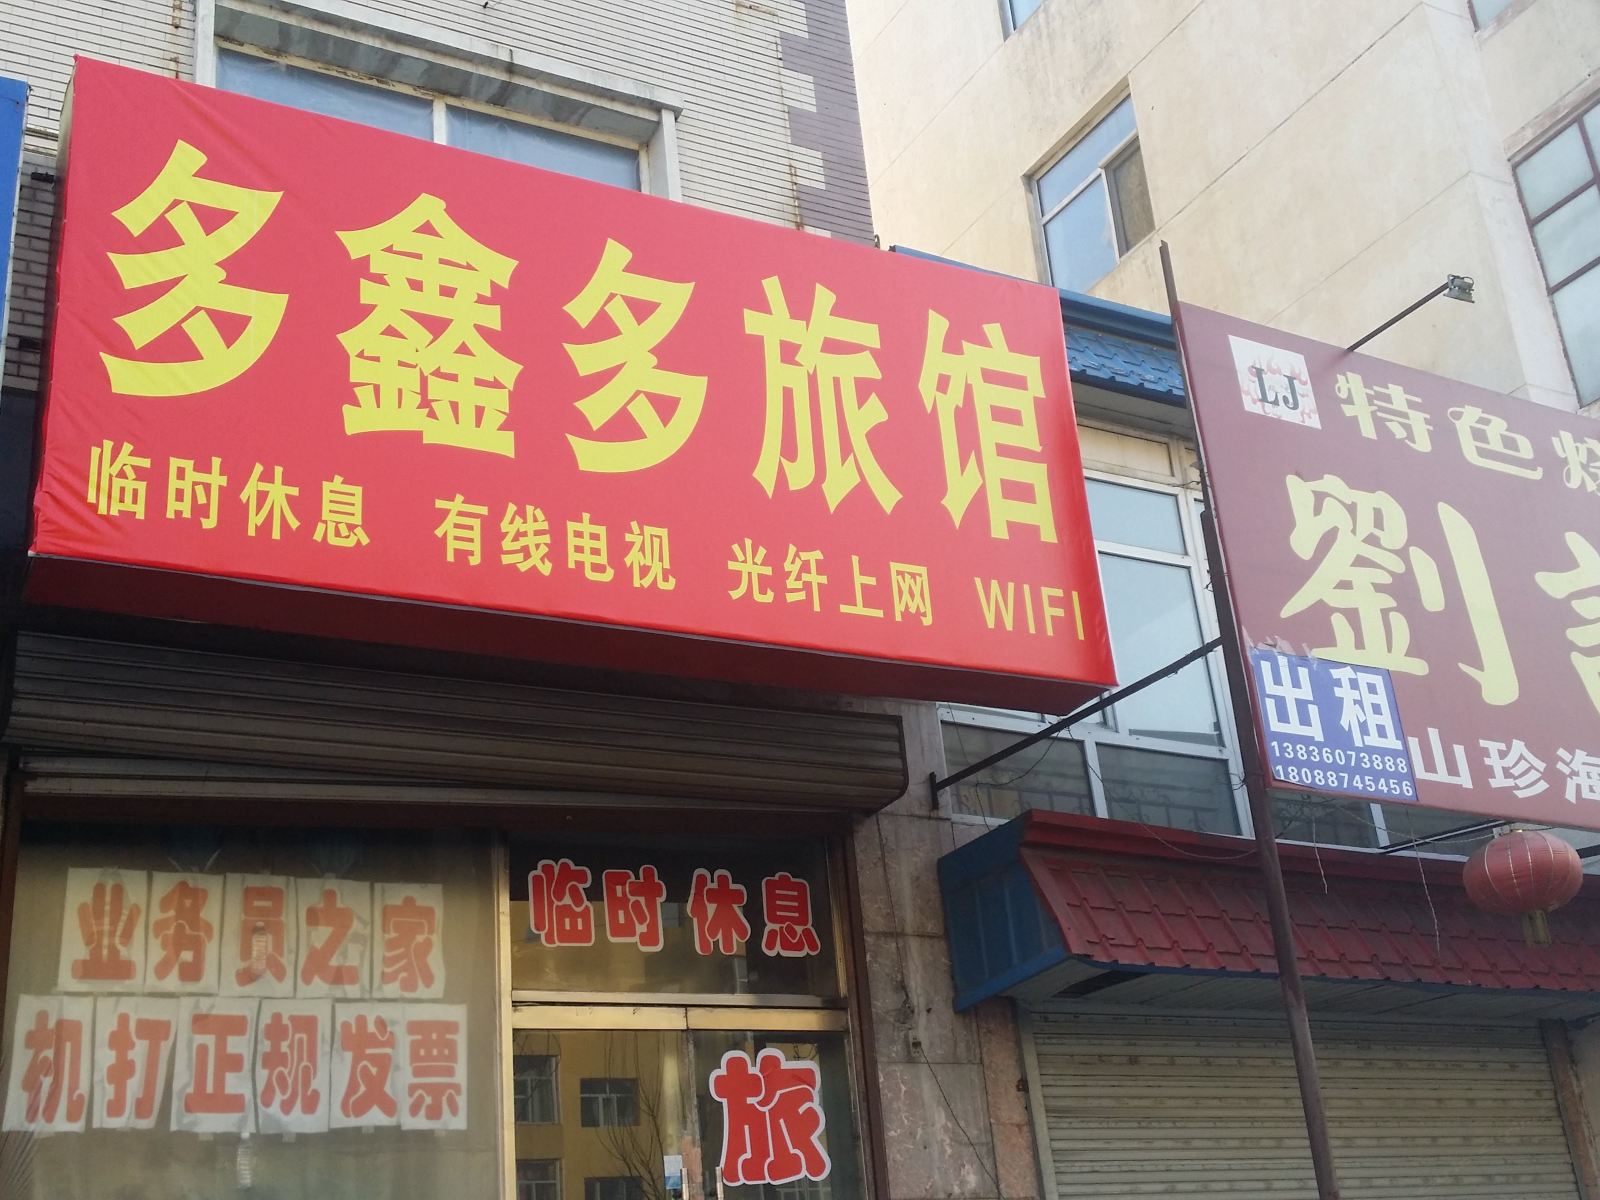 多鑫多旅馆
临时休息 有线电视 光纤上网 WIFI
LJ
特色烧
劉記
山珍海
出租
13836073888
18088745456
业务员之家
机打正规发票
临时休息
旅